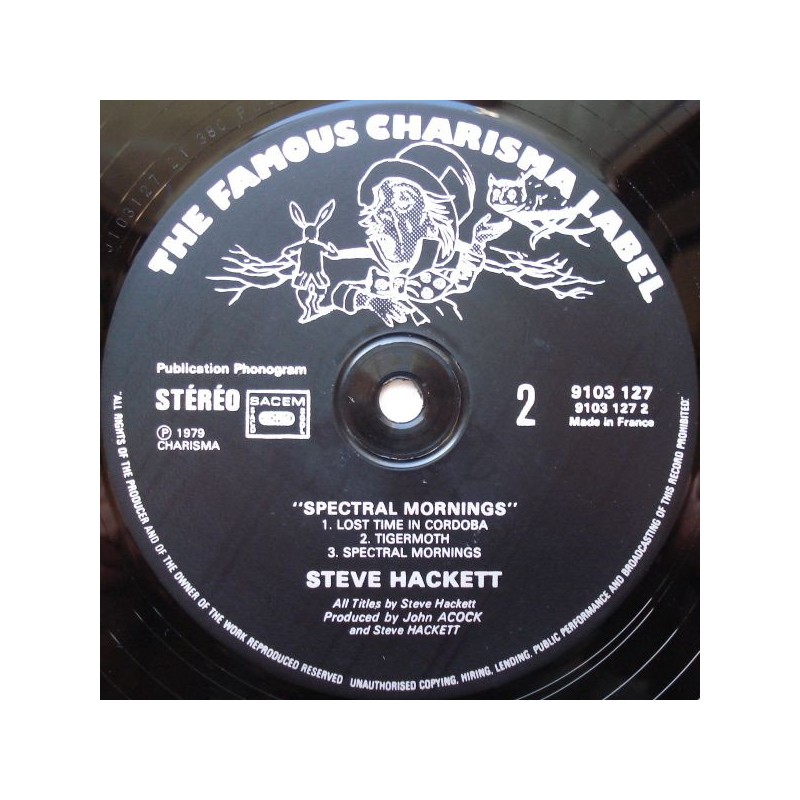 THE FAMOUS CHARISMA LABEL
Publication Phonogram
STÉRÉO
SACEM
2
9103 127
9103 127 2
Made in France
Ⓟ 1979
CHARISMA
"SPECTRAL MORNINGS"
1. LOST TIME IN CORDOBA
2. TIGERMOTH
3. SPECTRAL MORNINGS
STEVE HACKETT
All Titles by Steve Hackett
Produced by John ACOCK
and Steve HACKETT
"ALL RIGHTS OF THE PRODUCER AND OF THE OWNER OF THE WORK REPRODUCED RESERVED UNAUTHORISED COPYING, HIRING, LENDING, PUBLIC PERFORMANCE AND BROADCASTING OF THIS RECORD PROHIBITED."